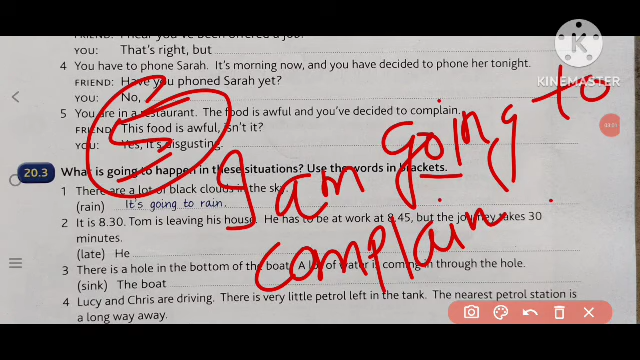 FRIEND: I hear you've been offered a job.
YOU: That's right, but
4 You have to phone Sarah. It's morning now, and you have decided to phone her tonight.
FRIEND: Have you phoned Sarah yet?
YOU: No,
KINEMASTER
5 You are in a restaurant. The food is awful and you've decided to complain.
FRIEND: This food is awful, isn't it?
YOU: Yes, it's disgusting.
I am going to
complain.
20.3 What is going to happen in these situations? Use the words in brackets.
1 There are a lot of black clouds in the sky.
(rain) It's going to rain.
2 It is 8.30. Tom is leaving his house. He has to be at work at 8.45, but the journey takes 30
minutes.
(late) He
3 There is a hole in the bottom of the boat. A lot of water is coming in through the hole.
(sink) The boat
4 Lucy and Chris are driving. There is very little petrol left in the tank. The nearest petrol station is
a long way away.